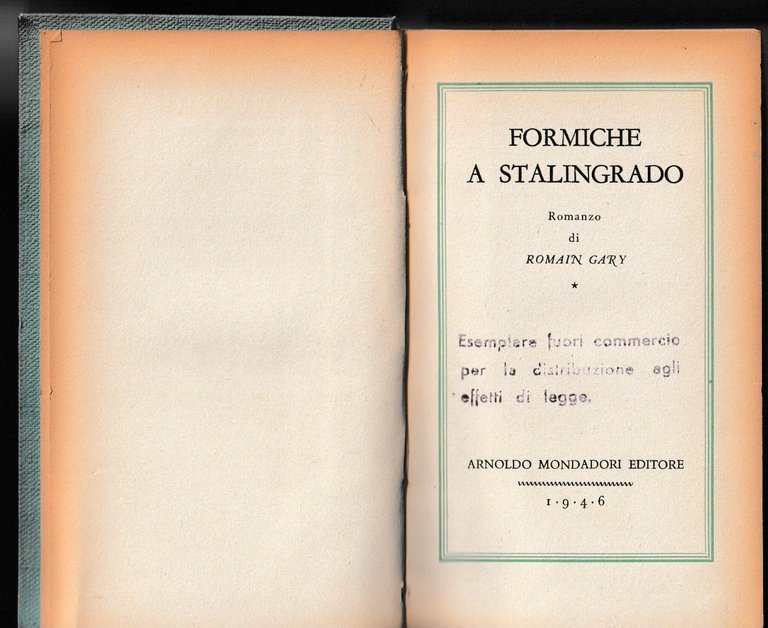 FORMICHE
A STALINGRADO
Romanzo
di
ROMAIN GARY
★
Esemplare fuori commercio
per la distribuzione agli
effetti di legge.
ARNOLDO MONDADORI EDITORE
1·9·4·6